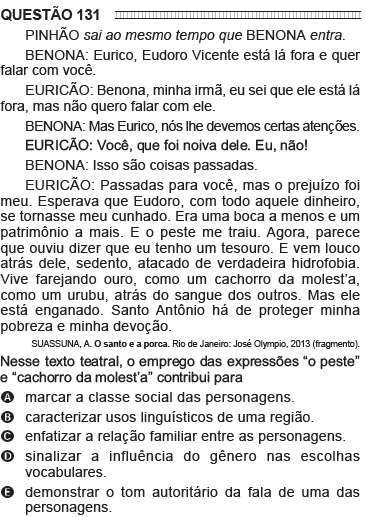 QUESTÃO 131
PINHÃO sai ao mesmo tempo que BENONA entra.
BENONA: Eurico, Eudoro Vicente está lá fora e quer
falar com você.
EURICÃO: Benona, minha irmã, eu sei que ele está lá
fora, mas não quero falar com ele.
BENONA: Mas Eurico, nós lhe devemos certas atenções.
EURICÃO: Você, que foi noiva dele. Eu, não!
BENONA: Isso são coisas passadas.
EURICÃO: Passadas para você, mas o prejuízo foi
meu. Esperava que Eudoro, com todo aquele dinheiro,
se tornasse meu cunhado. Era uma boca a menos e um
patrimônio a mais. E o peste me traiu. Agora, parece
que ouviu dizer que eu tenho um tesouro. E vem louco
atrás dele, sedento, atacado de verdadeira hidrofobia.
Vive farejando ouro, como um cachorro da molest'a,
como um urubu, atrás do sangue dos outros. Mas ele
está enganado. Santo Antônio há de proteger minha
pobreza e minha devoção.
SUASSUNA, A. O santo e a porca. Rio de Janeiro: José Olympio, 2013 (fragmento).
Nesse texto teatral, o emprego das expressões “o peste”
e “cachorro da molest'a” contribui para
A marcar a classe social das personagens.
B caracterizar usos linguísticos de uma região.
C enfatizar a relação familiar entre as personagens.
D sinalizar a influência do gênero nas escolhas
vocabulares.
E demonstrar o tom autoritário da fala de uma das
personagens.